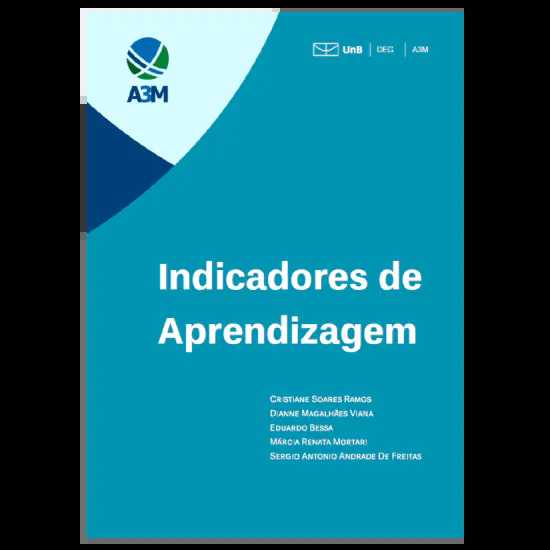 A3M
UnB | DEG | A3M
Indicadores de
Aprendizagem
Cristiane Soares Ramos
Dianne Magalhães Viana
Eduardo Bessa
Márcia Renata Mortari
Sergio Antonio Andrade De Freitas